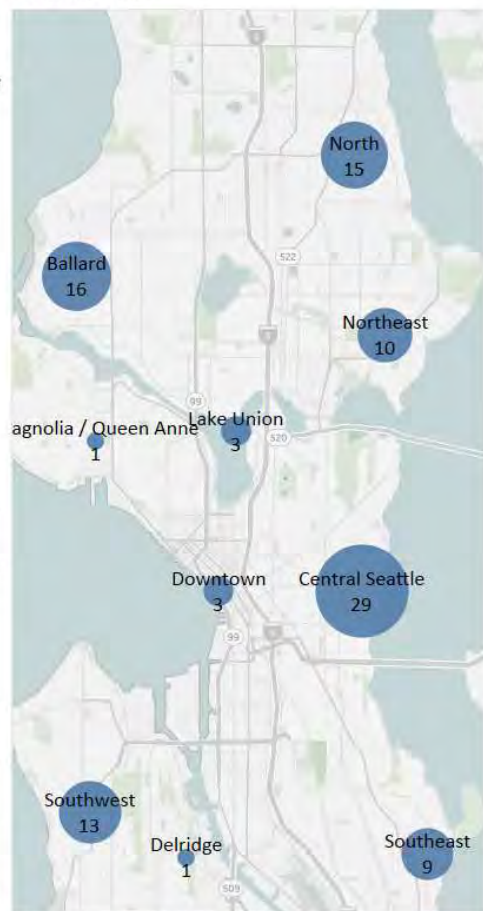 North
15
522
Ballard
16
Northeast
10
99
agnolia / Queen Anne
1
Lake Union
3
520
Downtown
3
Central Seattle
29
99
Southwest
13
Delridge
1
Southeast
9
509